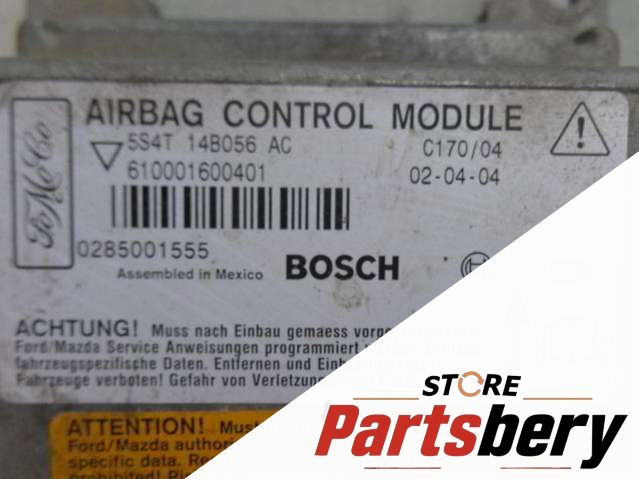 FoMoCo
AIRBAG CONTROL MODULE
5S4T 14B056 AC C170/04
610001600401 02-04-04
0285001555
Assembled in Mexico BOSCH
ACHTUNG! Muss nach Einbau gemaess
Ford/Mazda Service Anweisungen programmiert
fahrzeugspezifische Daten. Entfernen und
Fahrzeuge verboten! Gefahr von
ATTENTION!
Ford/Mazda
specific data.
STORE
Partsbery